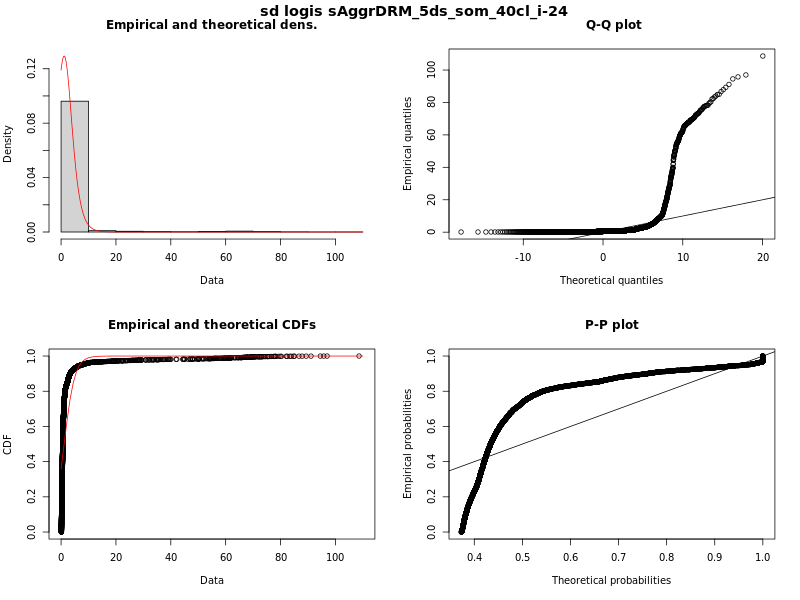 sd logis sAggrDRM_5ds_som_40cl_i-24
Empirical and theoretical dens.
Density
0.00 0.04 0.08 0.12
0 20 40 60 80 100
Data
Q-Q plot
Empirical quantiles
0 20 40 60 80 100
-10 0 10 20
Theoretical quantiles
Empirical and theoretical CDFs
CDF
0.0 0.2 0.4 0.6 0.8 1.0
0 20 40 60 80 100
Data
P-P plot
Empirical probabilities
0.0 0.2 0.4 0.6 0.8 1.0
0.4 0.5 0.6 0.7 0.8 0.9 1.0
Theoretical probabilities